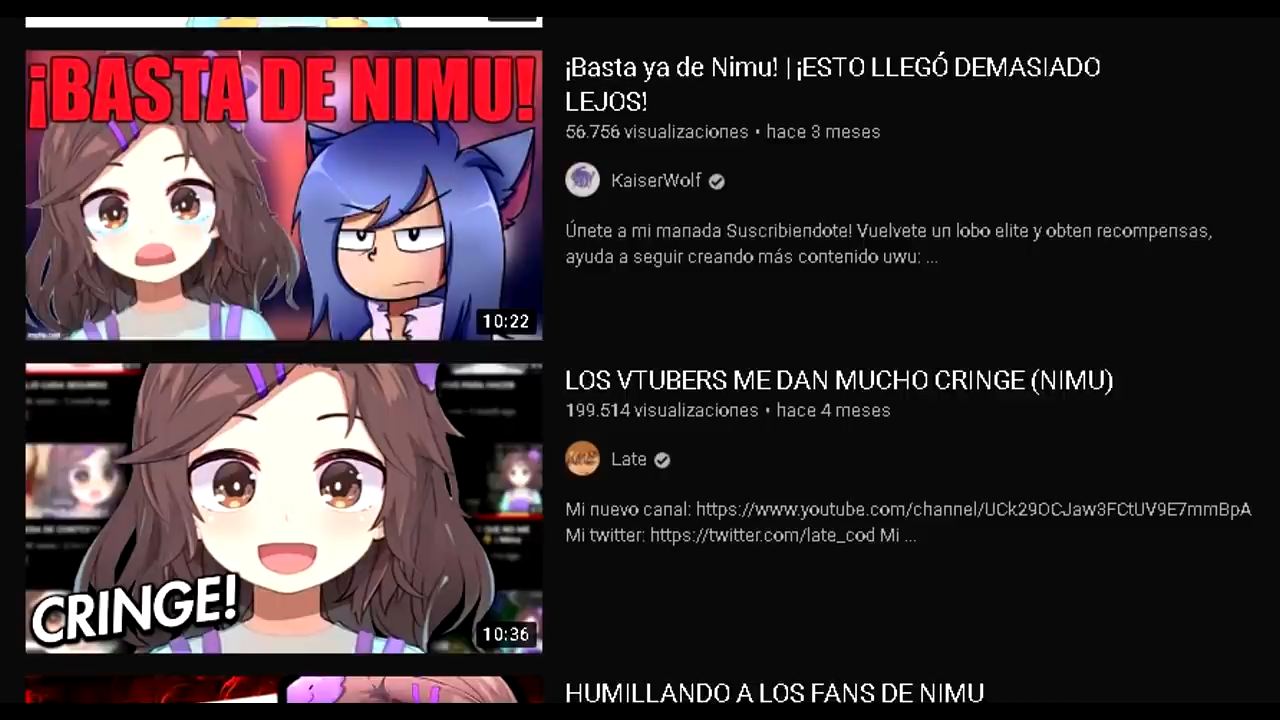 ¡BASTA DE NIMU!
10:22
¡Basta ya de Nimu! | ¡ESTO LLEGÓ DEMASIADO
LEJOS!
56.756 visualizaciones • hace 3 meses
KaiserWolf
Únete a mi manada Suscribiendote! Vuelvete un lobo elite y obten recompensas,
ayuda a seguir creando más contenido uwu: ...
CRINGE!
10:36
LOS VTUBERS ME DAN MUCHO CRINGE (NIMU)
199.514 visualizaciones • hace 4 meses
Late
Mi nuevo canal: https://www.youtube.com/channel/UCk29OCJaw3FCtUV9E7mmBpA
Mi twitter: https://twitter.com/late_cod Mi ...
HUMILLANDO A LOS FANS DE NIMU